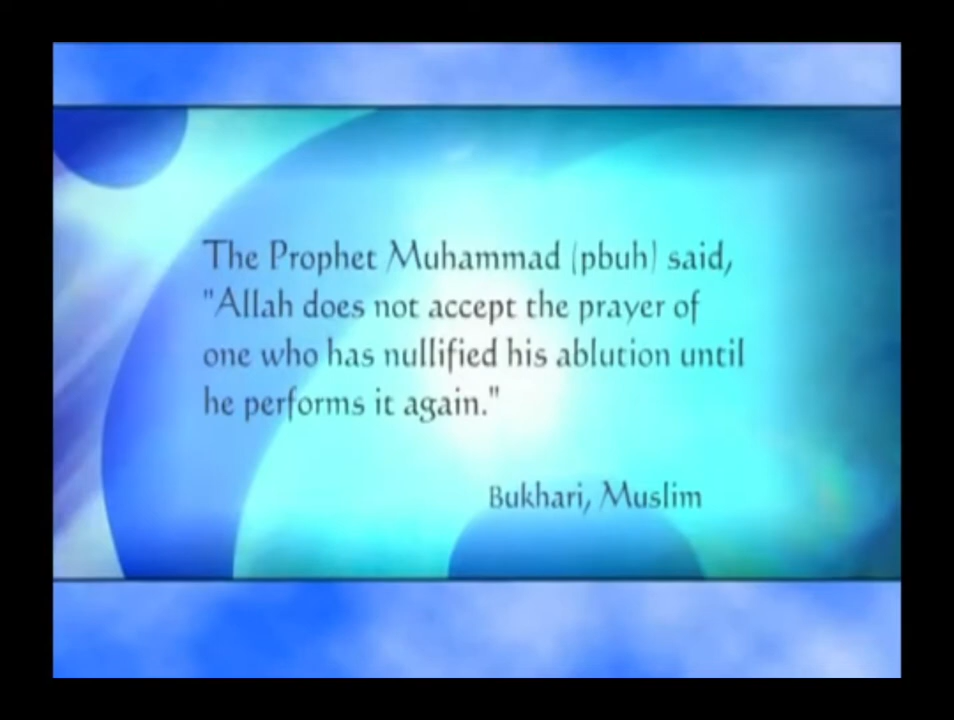 The Prophet Muhammad (pbuh) said,
"Allah does not accept the prayer of
one who has nullified his ablution until
he performs it again."
Bukhari, Muslim